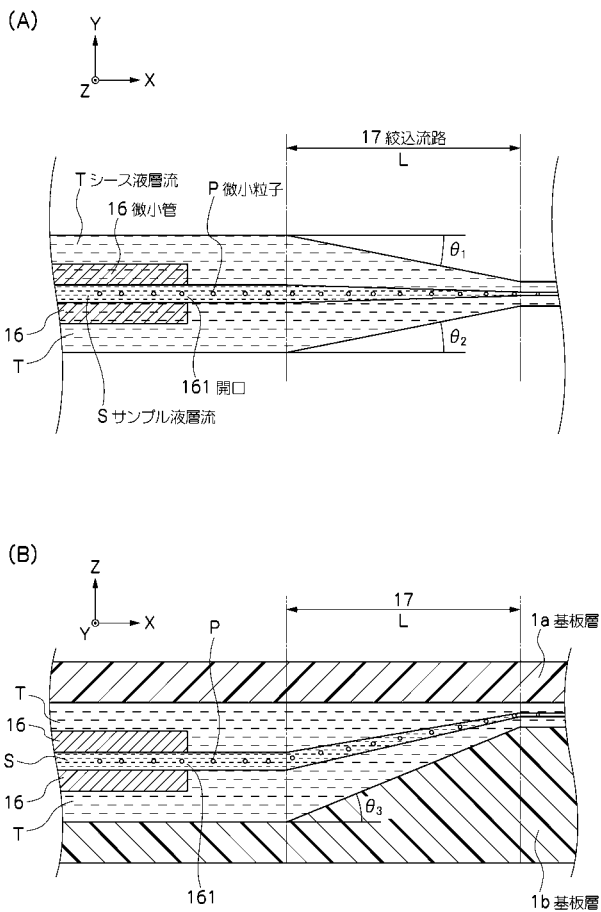 (A)
Y
Z
X
17 絞込流路
L
T シース液層流
P 微小粒子
16 微小管
θ1
16
θ2
T
161 開口
S サンプル液層流
(B)
Z
Y
X
17
L
P
1a 基板層
T
16
S
16
T
θ3
161
1b 基板層